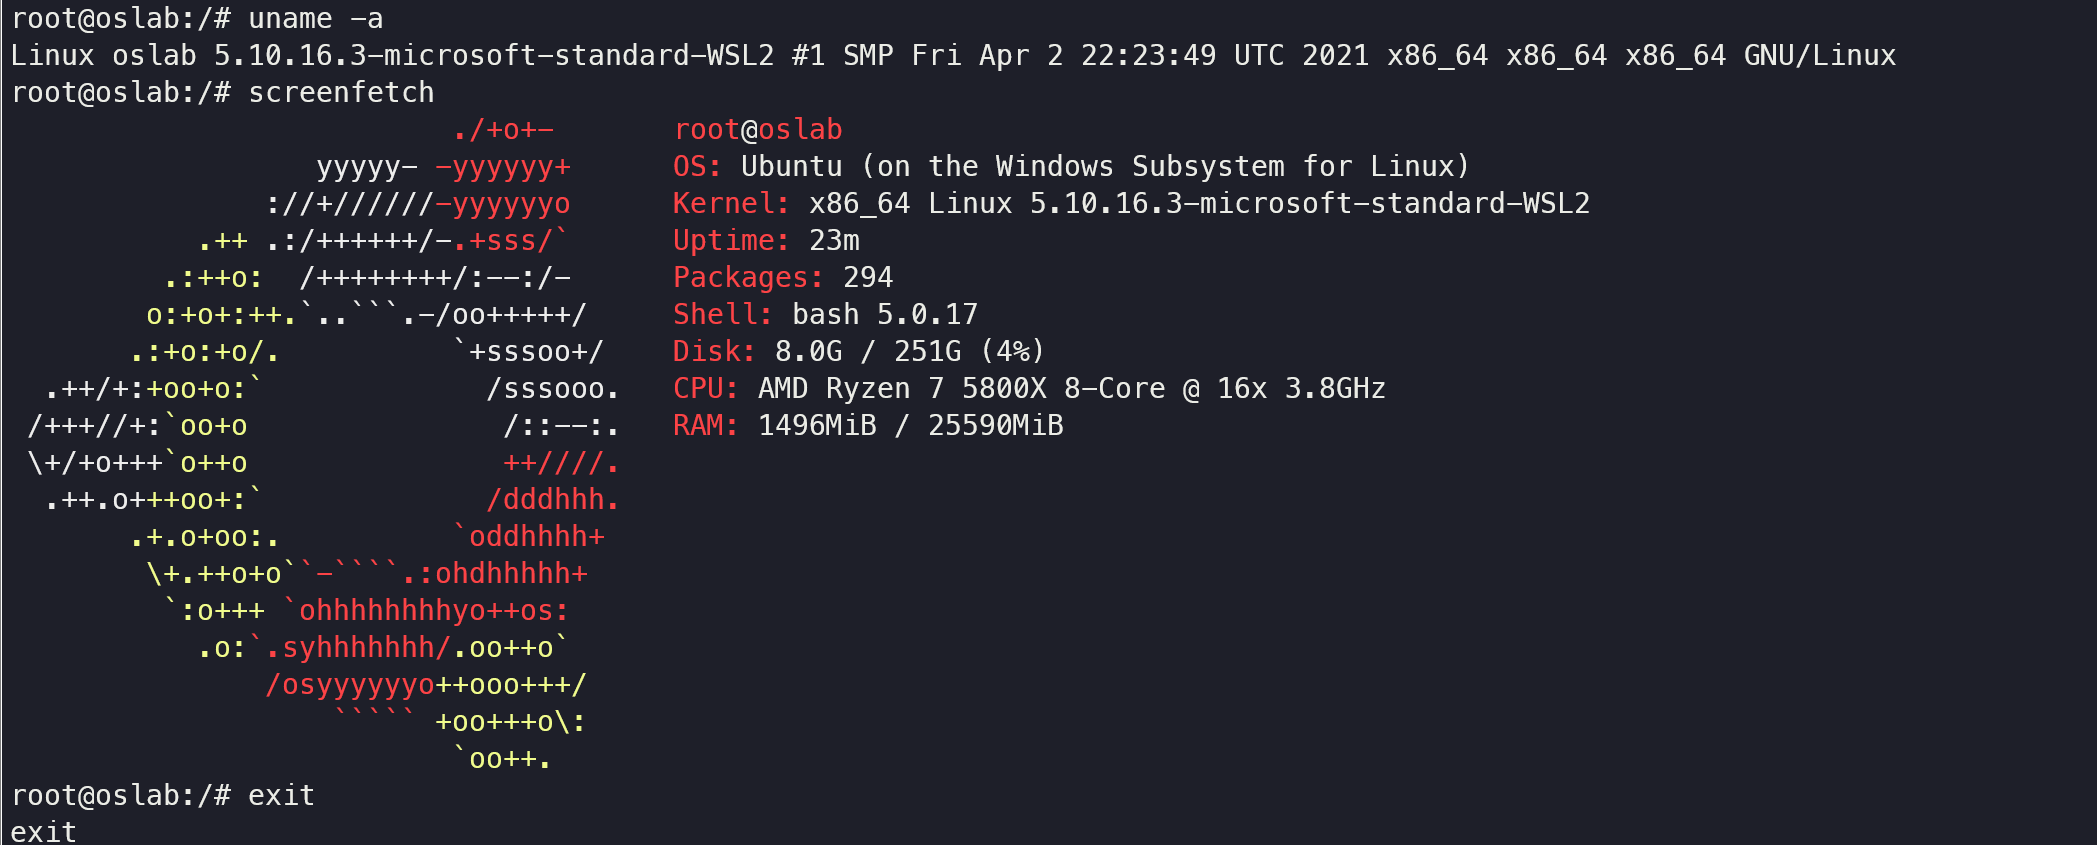 root@oslab:/# uname -a
Linux oslab 5.10.16.3-microsoft-standard-WSL2 #1 SMP Fri Apr 2 22:23:49 UTC 2021 x86_64 x86_64 x86_64 GNU/Linux
root@oslab:/# screenfetch
                          ./+o+-       root@oslab
                  yyyyy- -yyyyyy+      OS: Ubuntu (on the Windows Subsystem for Linux)
               ://+//////-yyyyyyo      Kernel: x86_64 Linux 5.10.16.3-microsoft-standard-WSL2
           .++ .:/++++++/-.+sss/`      Uptime: 23m
         .:++o:  /++++++++/:--:/-      Packages: 294
        o:+o+:++.`..```.-/oo+++++/     Shell: bash 5.0.17
       .:+o:+o/.          `+sssoo+/    Disk: 8.0G / 251G (4%)
  .++/+:+oo+o:`             /sssooo.   CPU: AMD Ryzen 7 5800X 8-Core @ 16x 3.8GHz
 /+++//+:`oo+o               /::--:.   RAM: 1496MiB / 25590MiB
 \+/+o+++`o++o               ++////.
  .++.o+++oo+:`             /dddhhh.
       .+.o+oo:.          `oddhhhh+
        \+.++o+o``-````.:ohdhhhhh+
         `:o+++ `ohhhhhhhhyo++os:
           .o:`.syhhhhhhh/.oo++o`
               /osyyyyyyo++ooo+++/
                   ````` +oo+++o\:
                          `oo++.
root@oslab:/# exit
exit